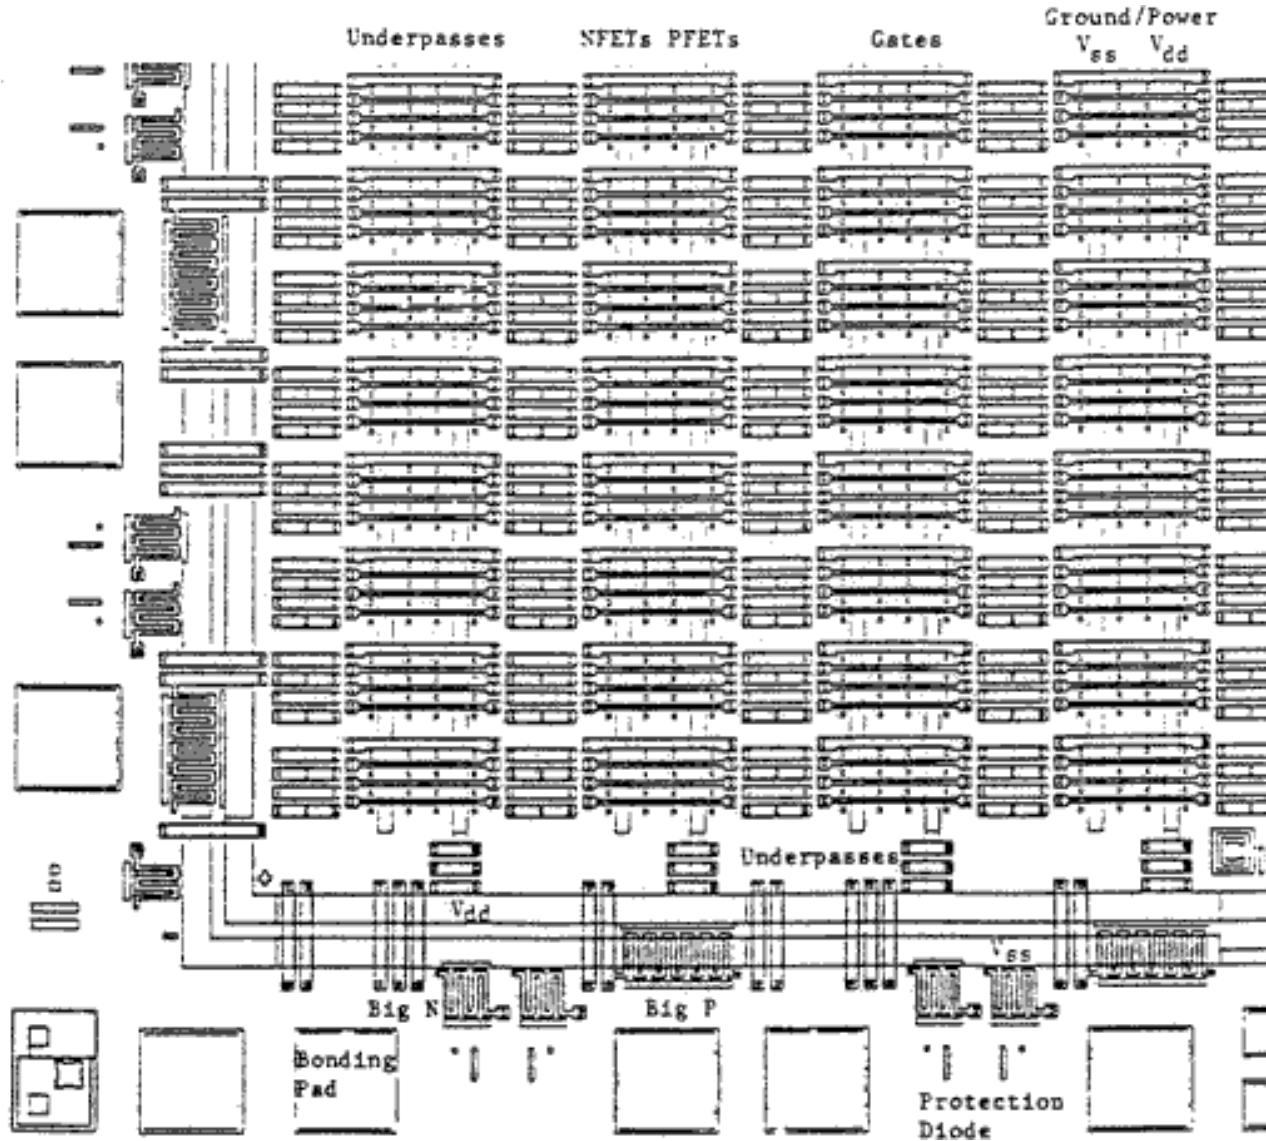 Ground/Power
Underpasses NFETs PFETs Gates Vss Vdd
Underpasses
Vdd
Vss
Big N Big P
Bonding
Pad
Protection
Diode